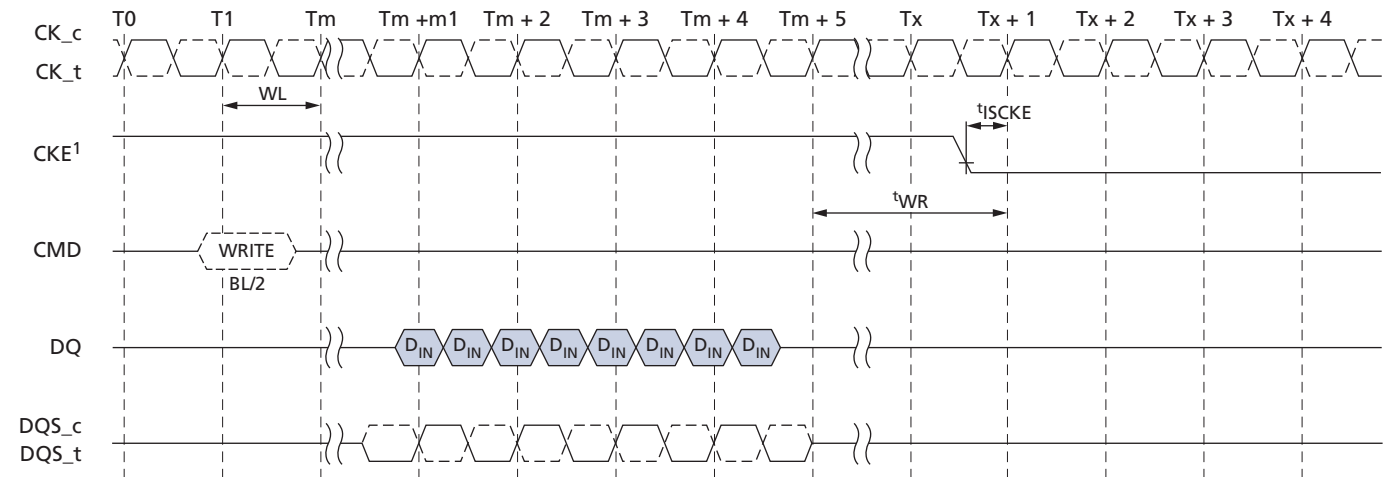 T0 T1 Tm Tm +m1 Tm + 2 Tm + 3 Tm + 4 Tm + 5 Tx Tx + 1 Tx + 2 Tx + 3 Tx + 4
CK_c
CK_t
WL
tISCKE
CKE1
tWR
CMD WRITE
BL/2
DQ DIN DIN DIN DIN DIN DIN DIN DIN
DQS_c
DQS_t